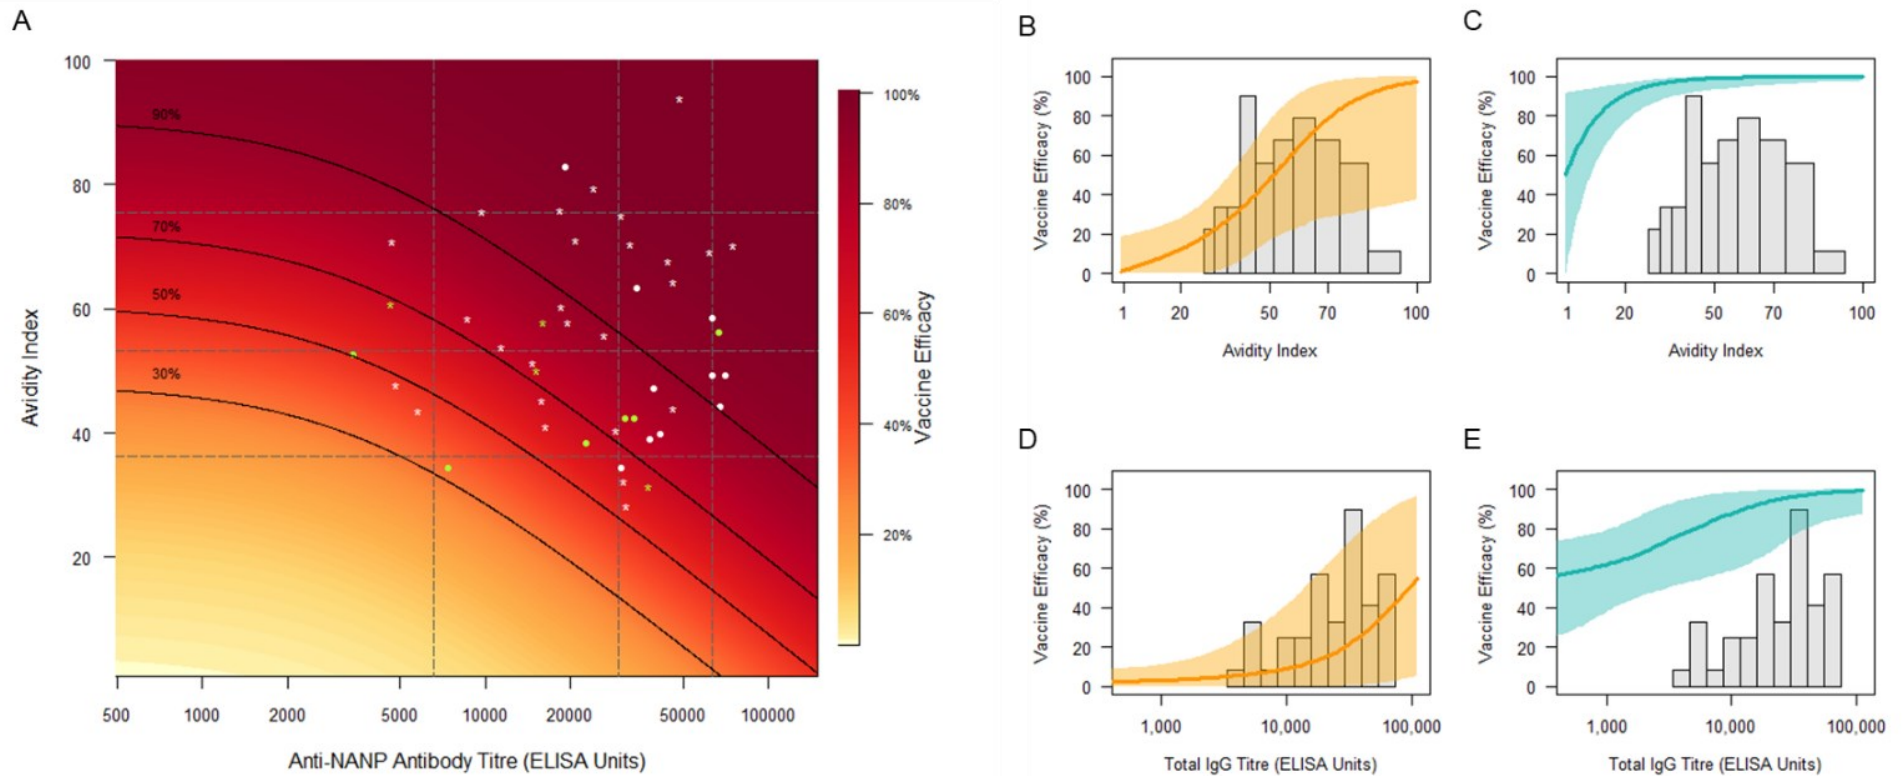 A
100
80
60
40
20
Avidity Index
90%
70%
50%
30%
500 1000 2000 5000 10000 20000 50000 100000
Anti-NANP Antibody Titre (ELISA Units)
100%
80%
60%
40%
20%
Vaccine Efficacy
B
100
80
60
40
20
0
Vaccine Efficacy (%)
1 20 50 70 100
Avidity Index
C
100
80
60
40
20
0
Vaccine Efficacy (%)
1 20 50 70 100
Avidity Index
D
100
80
60
40
20
0
Vaccine Efficacy (%)
1,000 10,000 100,000
Total IgG Titre (ELISA Units)
E
100
80
60
40
20
0
Vaccine Efficacy (%)
1,000 10,000 100,000
Total IgG Titre (ELISA Units)